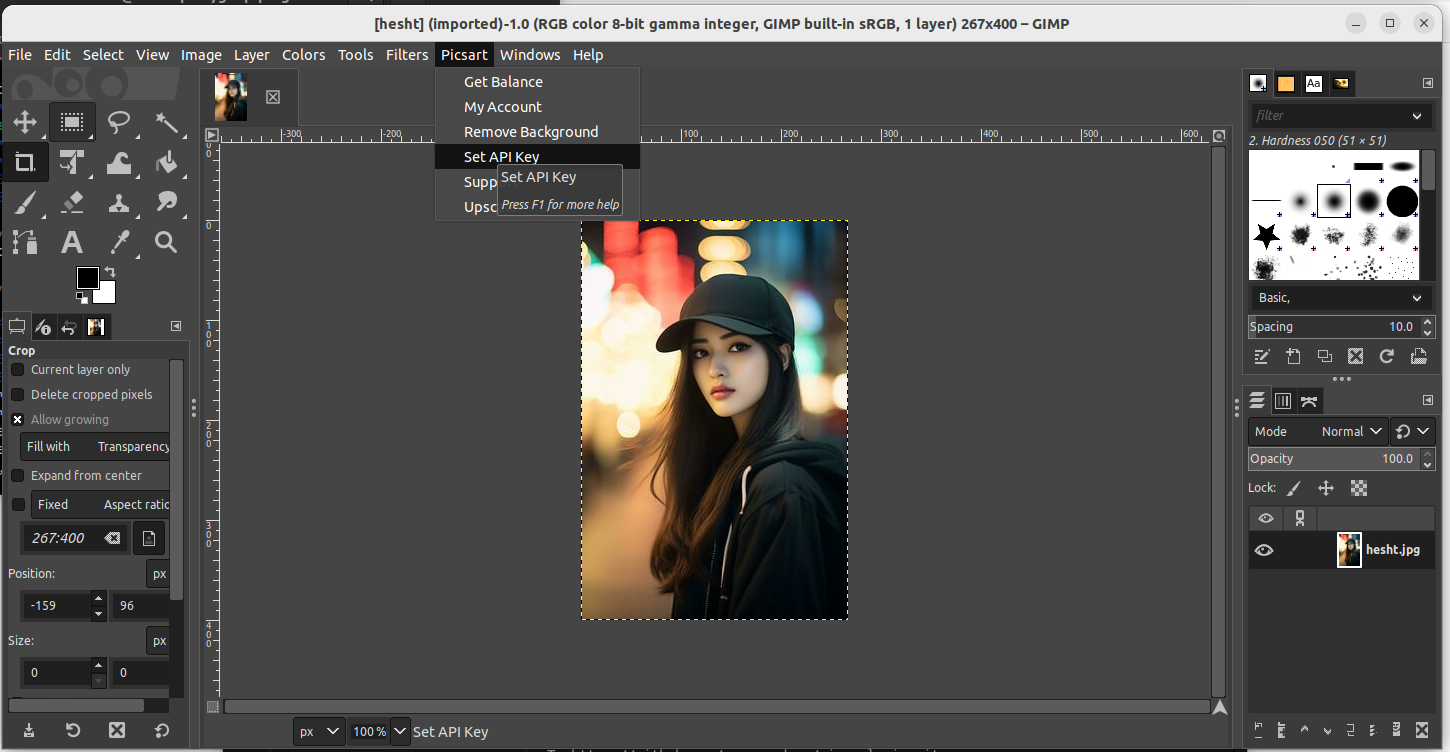 [hesht] (imported)-1.0 (RGB color 8-bit gamma integer, GIMP built-in sRGB, 1 layer) 267x400 – GIMP
File Edit Select View Image Layer Colors Tools Filters Picsart Windows Help
Get Balance
My Account
Remove Background
Set API Key
Supp
Upsc
Set API Key
Press F1 for more help
-300 -200 100 200 300 400 500 600
0
100
200
300
400
Crop
Current layer only
Delete cropped pixels
Allow growing
Fill with Transparency
Expand from center
Fixed Aspect ratio
267:400
Position: px
-159 96
Size: px
0 0
px 100 % Set API Key
Aa
filter
2. Hardness 050 (51 × 51)
Basic,
Spacing 10.0
Mode Normal
Opacity 100.0
Lock:
hesht.jpg